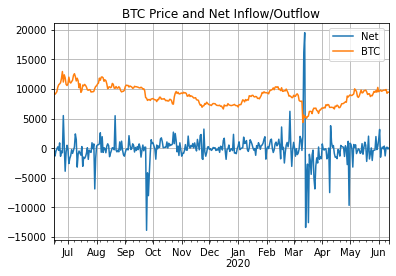 BTC Price and Net Inflow/Outflow
Net
BTC
20000
15000
10000
5000
0
−5000
−10000
−15000
Jul Aug Sep Oct Nov Dec Jan Feb Mar Apr May Jun
2020